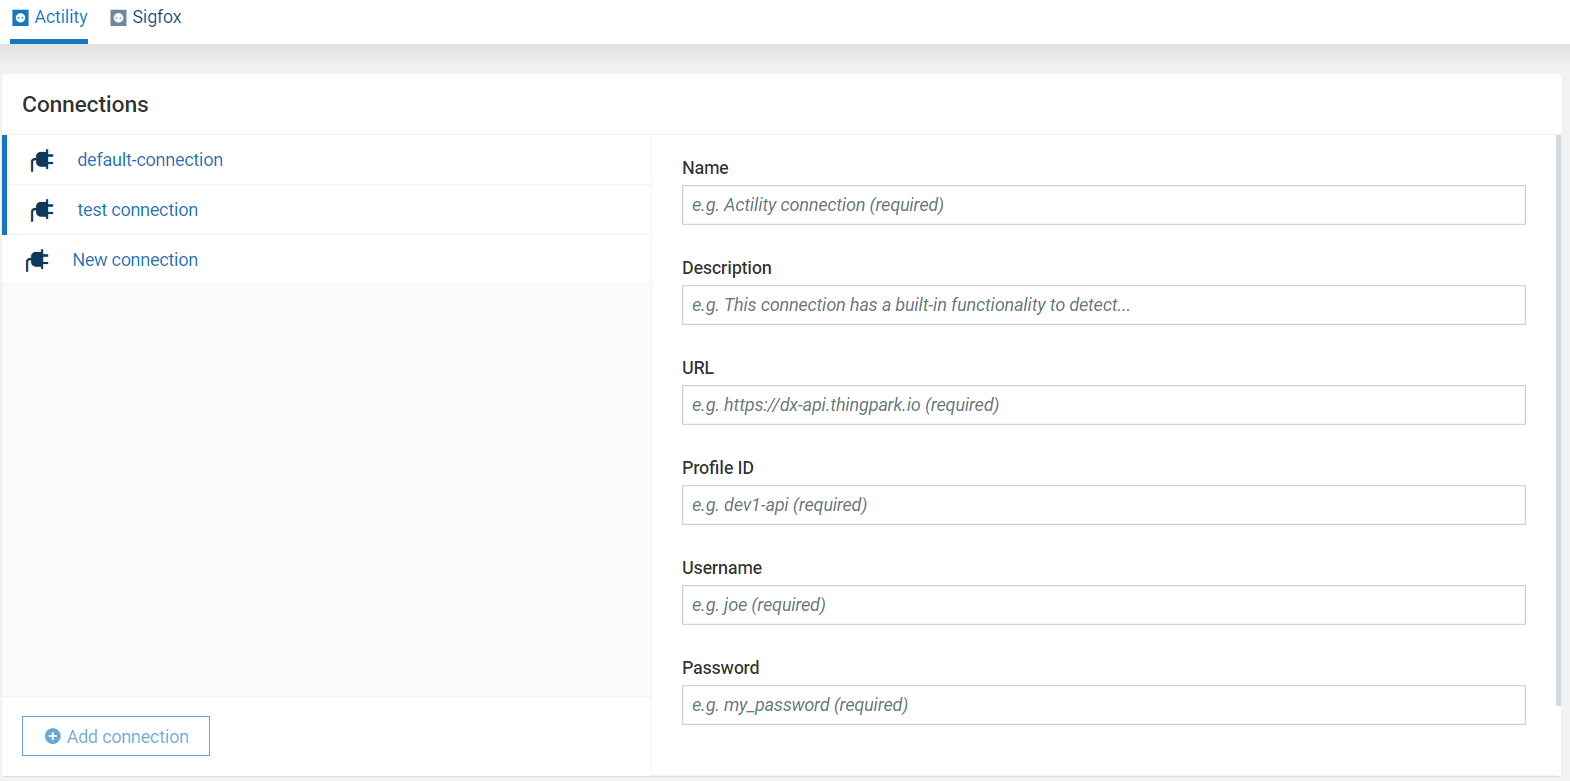 Actility Sigfox
Connections
default-connection
test connection
New connection
Add connection
Name
e.g. Actility connection (required)
Description
e.g. This connection has a built-in functionality to detect...
URL
e.g. https://dx-api.thingpark.io (required)
Profile ID
e.g. dev1-api (required)
Username
e.g. joe (required)
Password
e.g. my_password (required)